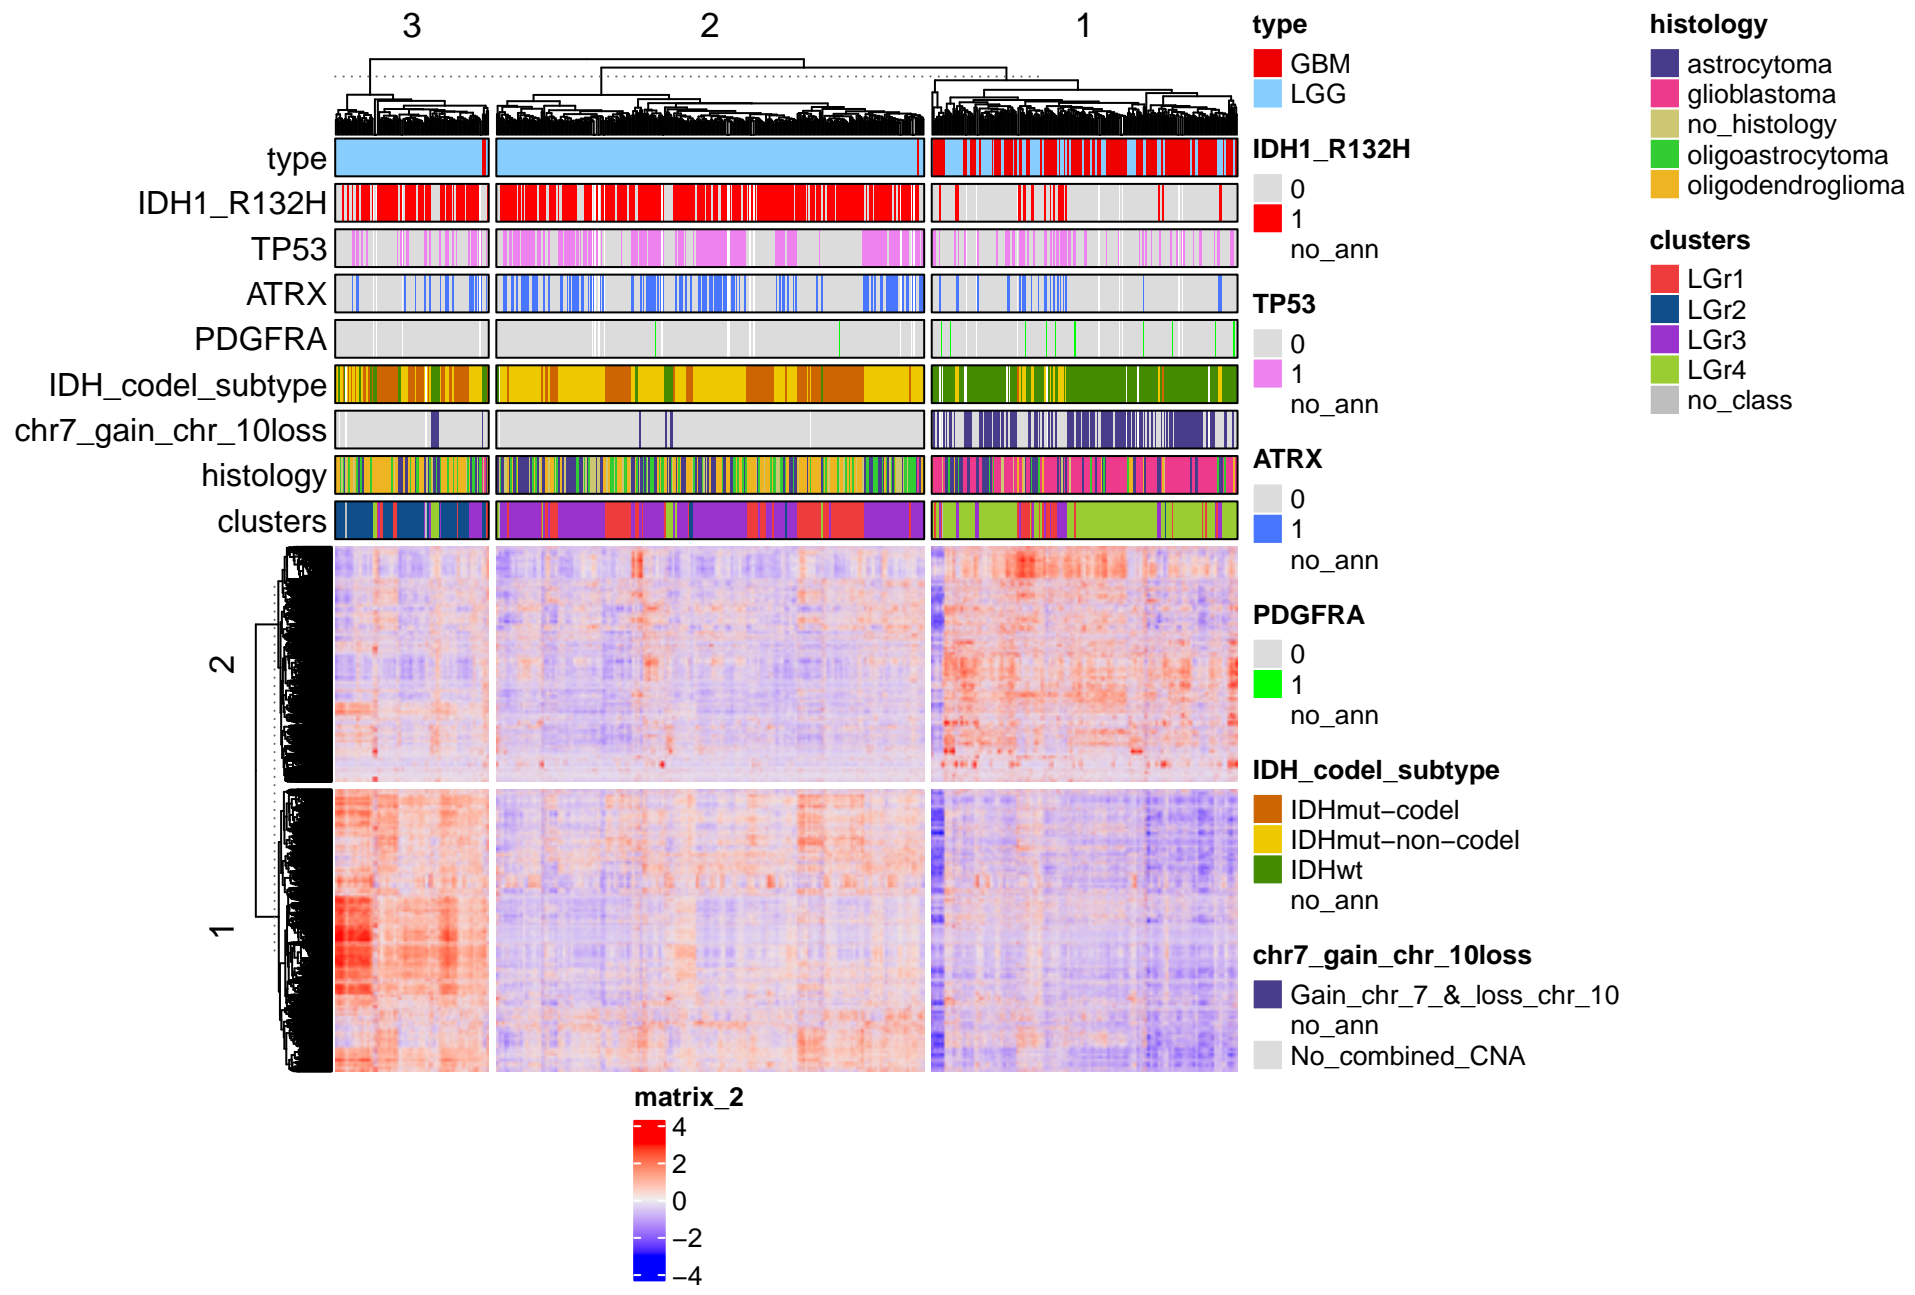 3
2
1
type
IDH1_R132H
TP53
ATRX
PDGFRA
IDH_codel_subtype
chr7_gain_chr_10loss
histology
clusters
2
1
matrix_2
4
2
0
−2
−4
type
GBM
LGG
IDH1_R132H
0
1
no_ann
TP53
0
1
no_ann
ATRX
0
1
no_ann
PDGFRA
0
1
no_ann
IDH_codel_subtype
IDHmut−codel
IDHmut−non−codel
IDHwt
no_ann
chr7_gain_chr_10loss
Gain_chr_7_&_loss_chr_10
no_ann
No_combined_CNA
histology
astrocytoma
glioblastoma
no_histology
oligoastrocytoma
oligodendroglioma
clusters
LGr1
LGr2
LGr3
LGr4
no_class